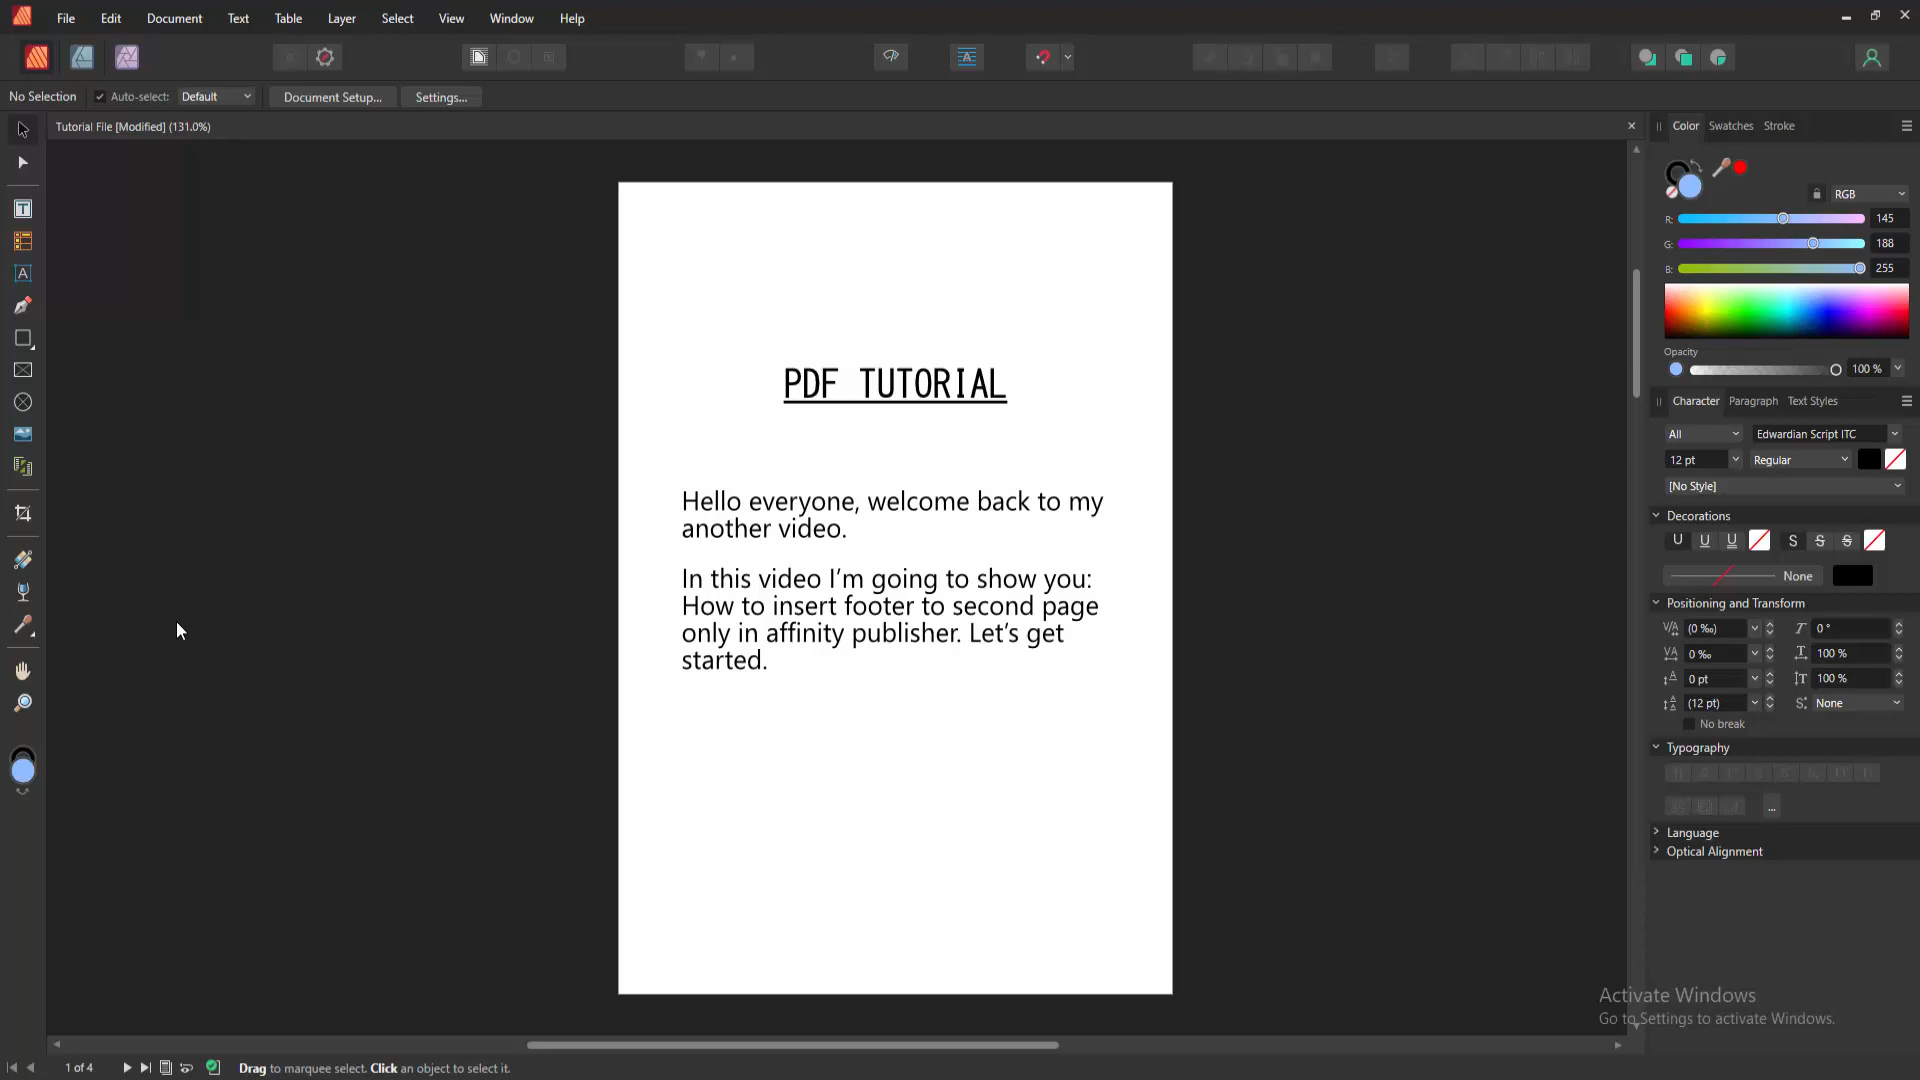 File Edit Document Text Table Layer Select View Window Help
No Selection Auto-select: Default Document Setup... Settings...
Tutorial File [Modified] (131.0%)
PDF TUTORIAL
Hello everyone, welcome back to my
another video.
In this video I’m going to show you:
How to insert footer to second page
only in affinity publisher. Let’s get
started.
Color Swatches Stroke
RGB
R: 145
G: 188
B: 255
Opacity
100 %
Character Paragraph Text Styles
All Edwardian Script ITC
12 pt Regular
[No Style]
Decorations
U U U S S S
None
Positioning and Transform
(0 ‰) 0 °
0 ‰ 100 %
0 pt 100 %
(12 pt) None
No break
Typography
...
Language
Optical Alignment
Activate Windows
Go to Settings to activate Windows.
1 of 4 Drag to marquee select. Click an object to select it.